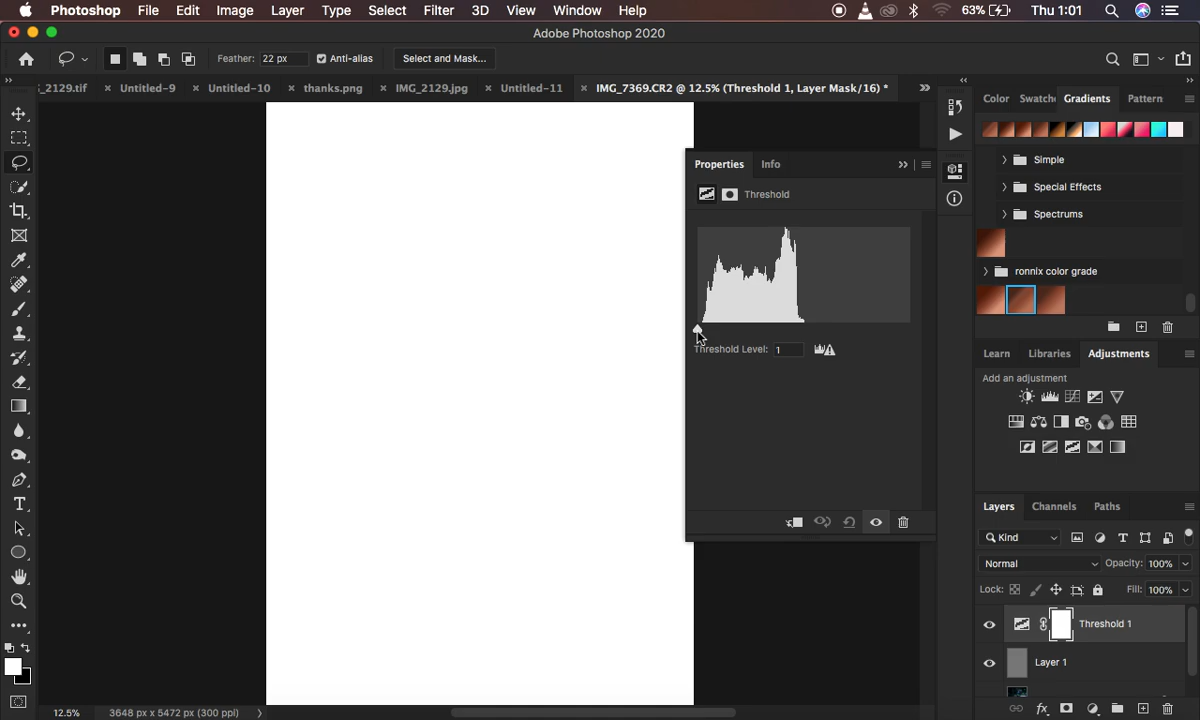 Photoshop File Edit Image Layer Type Select Filter 3D View Window Help 63% Thu 1:01
Adobe Photoshop 2020
Feather: 22 px Anti-alias Select and Mask...
_2129.tif Untitled-9 Untitled-10 thanks.png IMG_2129.jpg Untitled-11 IMG_7369.CR2 @ 12.5% (Threshold 1, Layer Mask/16) *
Color Swatche Gradients Pattern
Simple
Special Effects
Spectrums
ronnix color grade
Properties Info
Threshold
Threshold Level: 1
Learn Libraries Adjustments
Add an adjustment
Layers Channels Paths
Kind
Normal Opacity: 100%
Lock: Fill: 100%
Threshold 1
Layer 1
12.5% 3648 px x 5472 px (300 ppi)